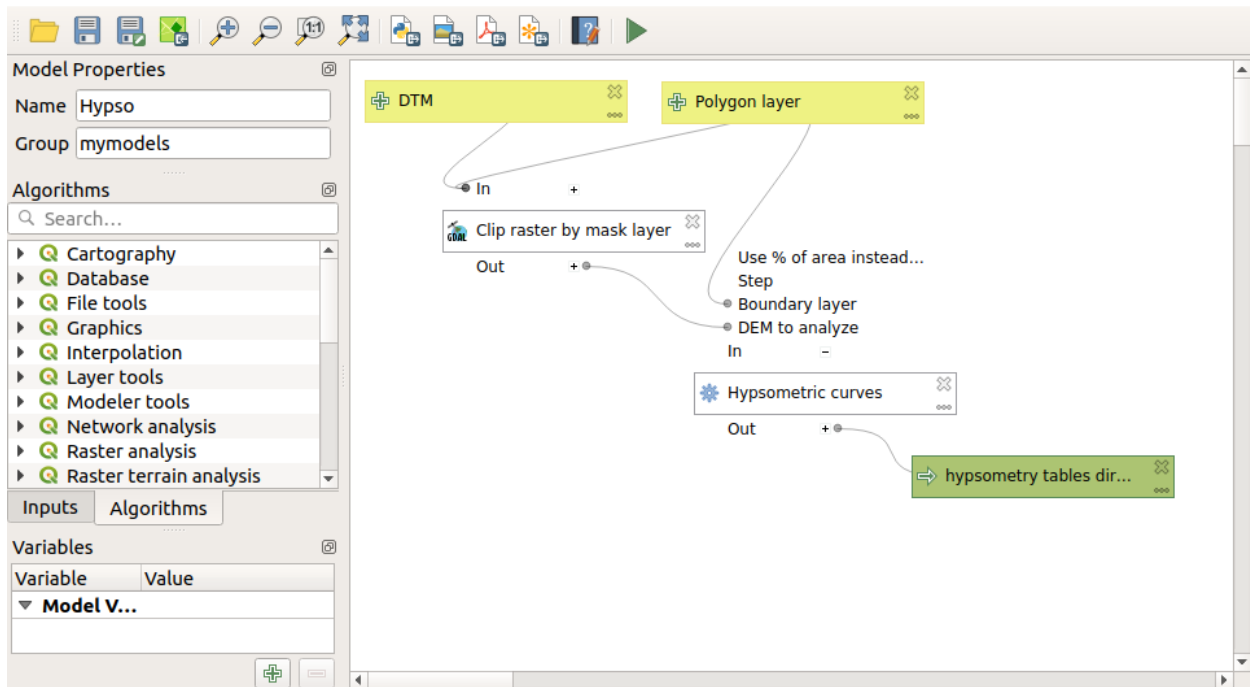 1:1
Model Properties
Name Hypso
Group mymodels
Algorithms
Search...
Cartography
Database
File tools
Graphics
Interpolation
Layer tools
Modeler tools
Network analysis
Raster analysis
Raster terrain analysis
Inputs Algorithms
Variables
Variable Value
Model V...
DTM
Polygon layer
In +
GDAL Clip raster by mask layer
Out +
Use % of area instead...
Step
Boundary layer
DEM to analyze
In -
Hypsometric curves
Out +
hypsometry tables dir...